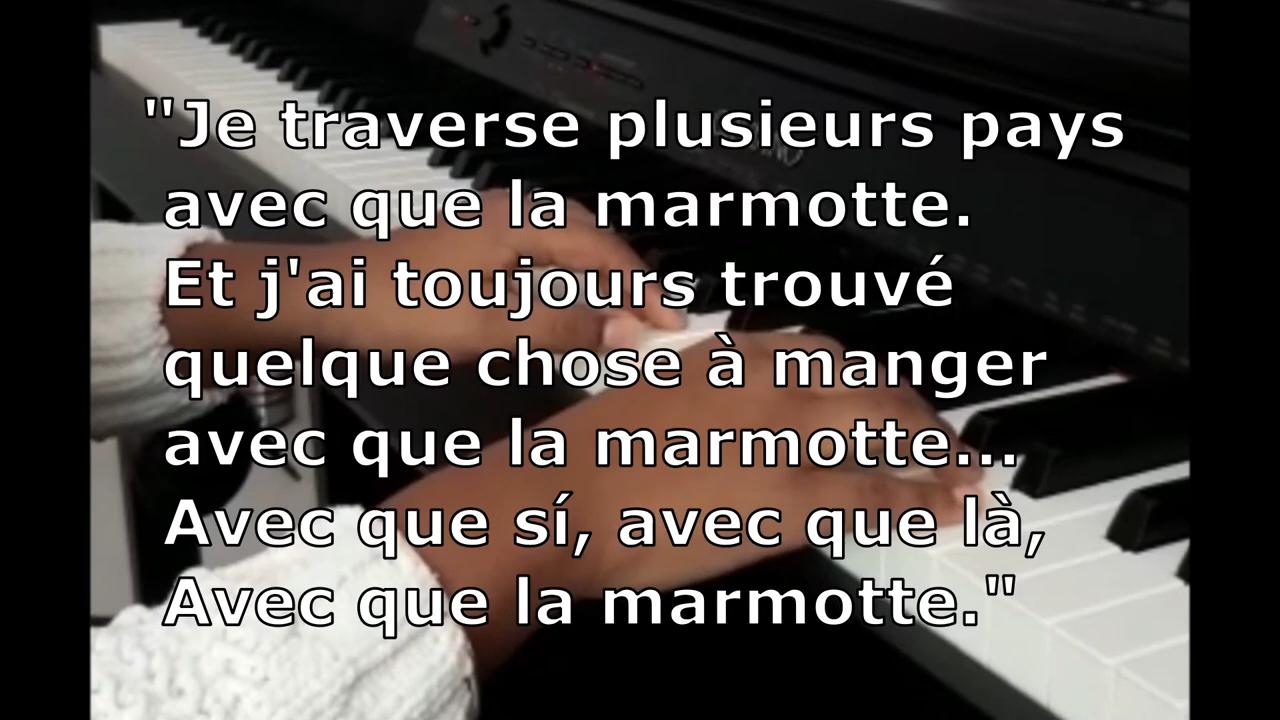 "Je traverse plusieurs pays
avec que la marmotte.
Et j'ai toujours trouvé
quelque chose à manger
avec que la marmotte...
Avec que sí, avec que là,
Avec que la marmotte."